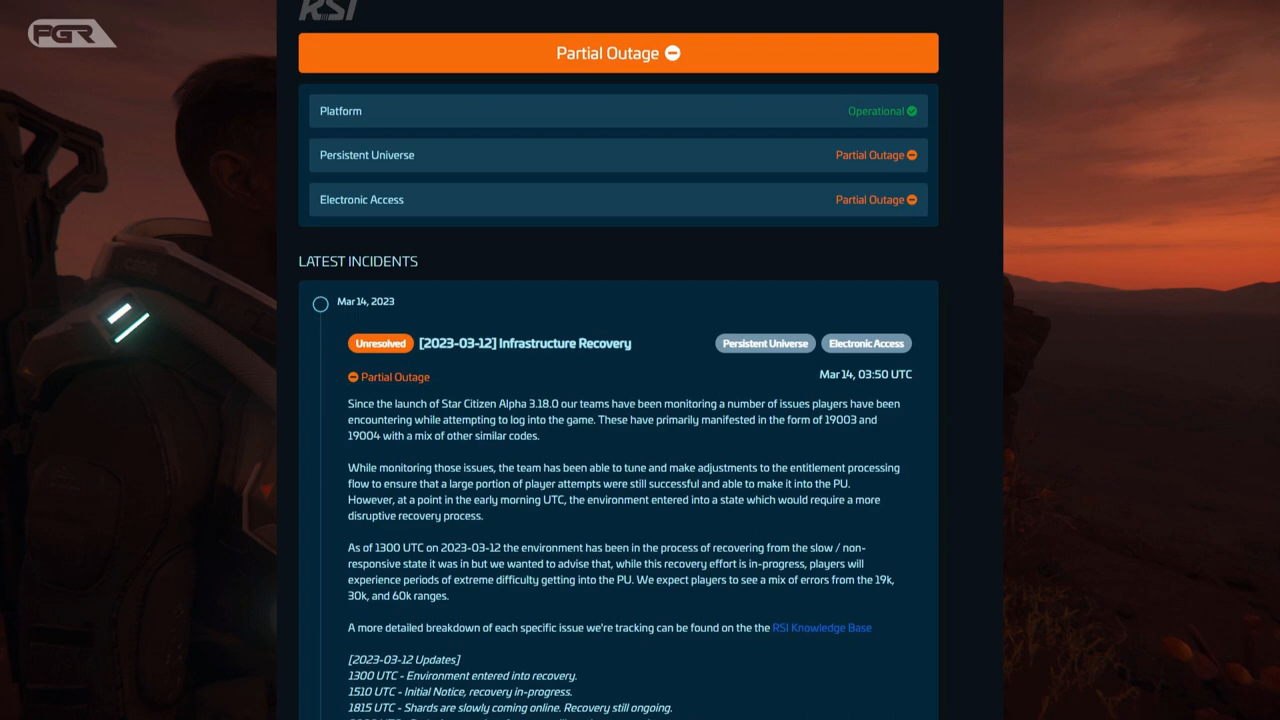 PGR
RSI
Partial Outage
Platform
Operational
Persistent Universe
Partial Outage
Electronic Access
Partial Outage
LATEST INCIDENTS
Mar 14, 2023
Unresolved [2023-03-12] Infrastructure Recovery Persistent Universe Electronic Access
Partial Outage
Mar 14, 03:50 UTC
Since the launch of Star Citizen Alpha 3.18.0 our teams have been monitoring a number of issues players have been
encountering while attempting to log into the game. These have primarily manifested in the form of 19003 and
19004 with a mix of other similar codes.
While monitoring those issues, the team has been able to tune and make adjustments to the entitlement processing
flow to ensure that a large portion of player attempts were still successful and able to make it into the PU.
However, at a point in the early morning UTC, the environment entered into a state which would require a more
disruptive recovery process.
As of 1300 UTC on 2023-03-12 the environment has been in the process of recovering from the slow / non-
responsive state it was in but we wanted to advise that, while this recovery effort is in-progress, players will
experience periods of extreme difficulty getting into the PU. We expect players to see a mix of errors from the 19k,
30k, and 60k ranges.
A more detailed breakdown of each specific issue we're tracking can be found on the the RSI Knowledge Base
[2023-03-12 Updates]
1300 UTC - Environment entered into recovery.
1510 UTC - Initial Notice, recovery in-progress.
1815 UTC - Shards are slowly coming online. Recovery still ongoing.